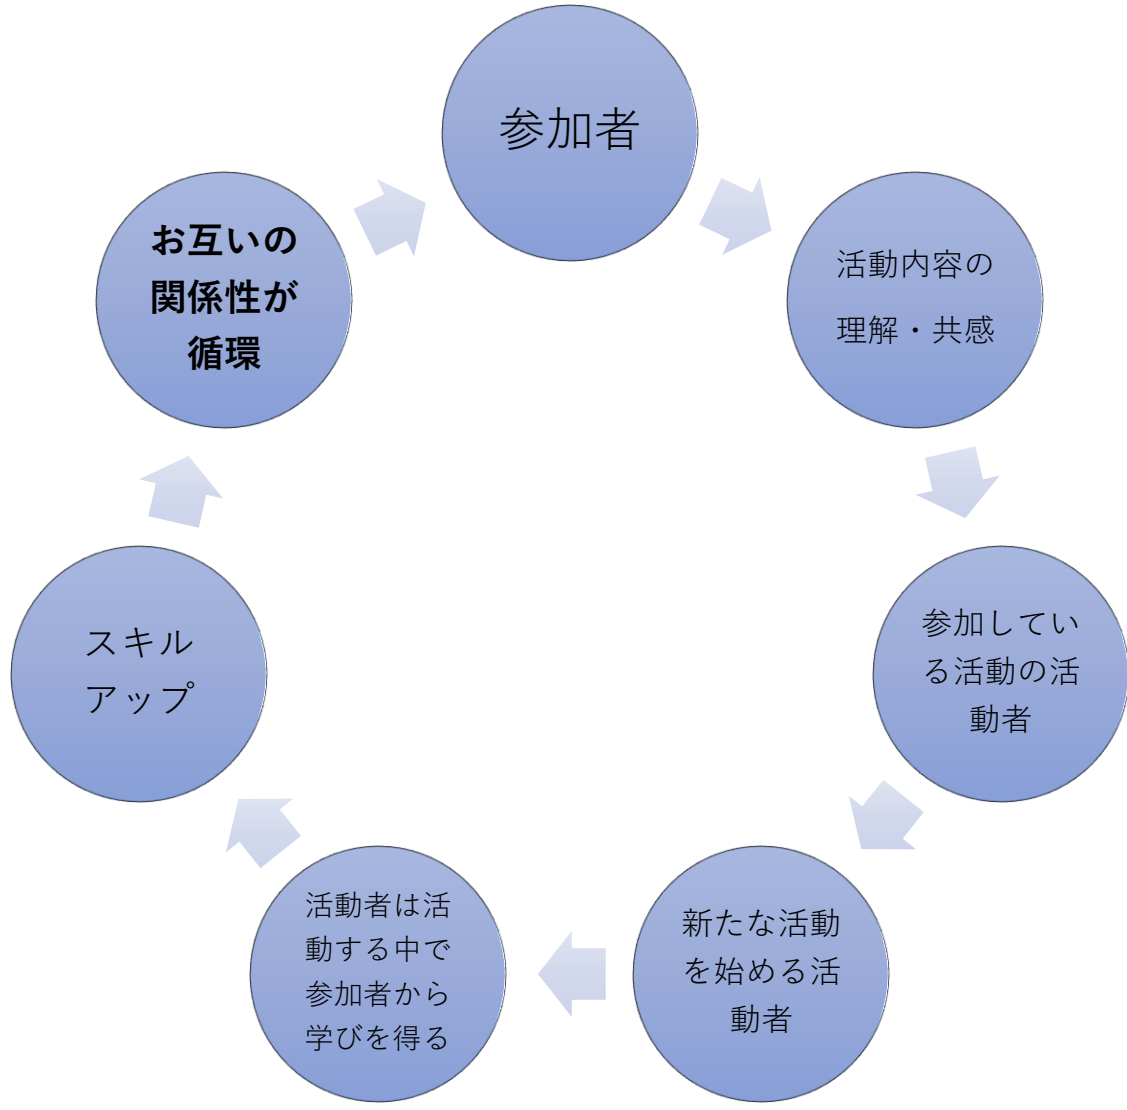 参加者
活動内容の
理解・共感
参加してい
る活動の活
動者
新たな活動
を始める活
動者
活動者は活
動する中で
参加者から
学びを得る
スキル
アップ
お互いの
関係性が
循環